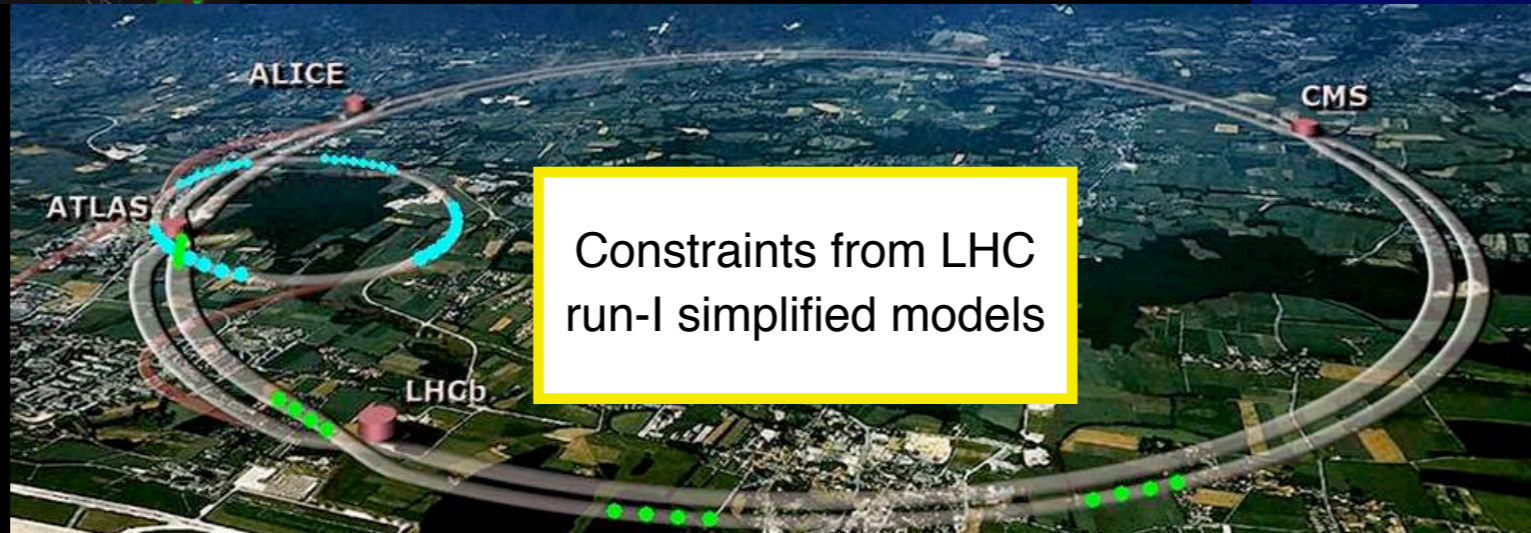 ALICE
CMS
ATLAS
Constraints from LHC
run-I simplified models
LHCb